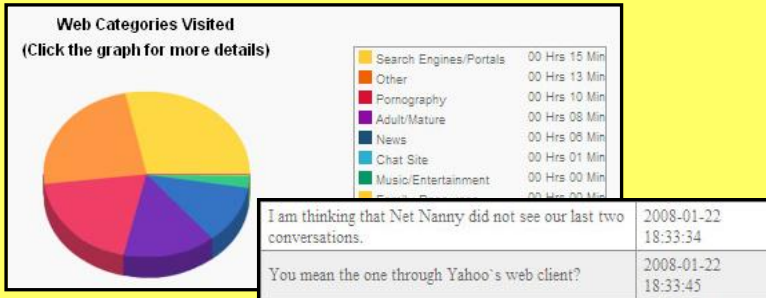 Web Categories Visited
(Click the graph for more details)
Search Engines/Portals 00 Hrs 15 Min
Other 00 Hrs 13 Min
Pornography 00 Hrs 10 Min
Adult/Mature 00 Hrs 08 Min
News 00 Hrs 06 Min
Chat Site 00 Hrs 01 Min
Music/Entertainment 00 Hrs 00 Min
00 Hrs 00 Min
I am thinking that Net Nanny did not see our last two 2008-01-22
conversations. 18:33:34
You mean the one through Yahoo`s web client? 2008-01-22
18:33:45